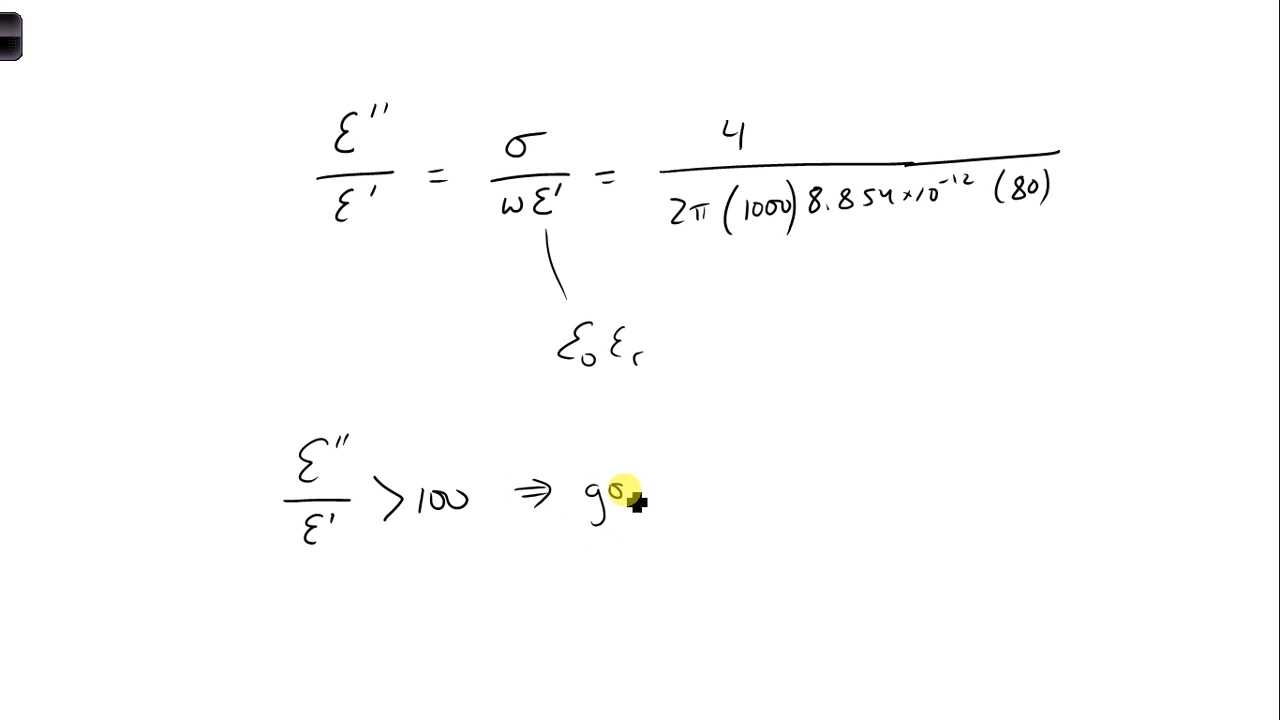 ε''/ε' = σ/ωε' = 4/2π(1000)8.854×10⁻¹² (80)
ε₀ εᵣ
ε''/ε' > 100 ⇒ go